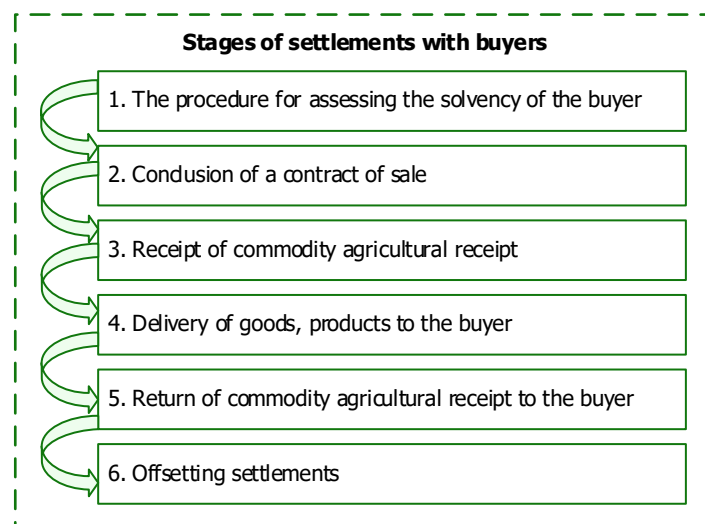 Stages of settlements with buyers
1. The procedure for assessing the solvency of the buyer
2. Conclusion of a contract of sale
3. Receipt of commodity agricultural receipt
4. Delivery of goods, products to the buyer
5. Return of commodity agricultural receipt to the buyer
6. Offsetting settlements